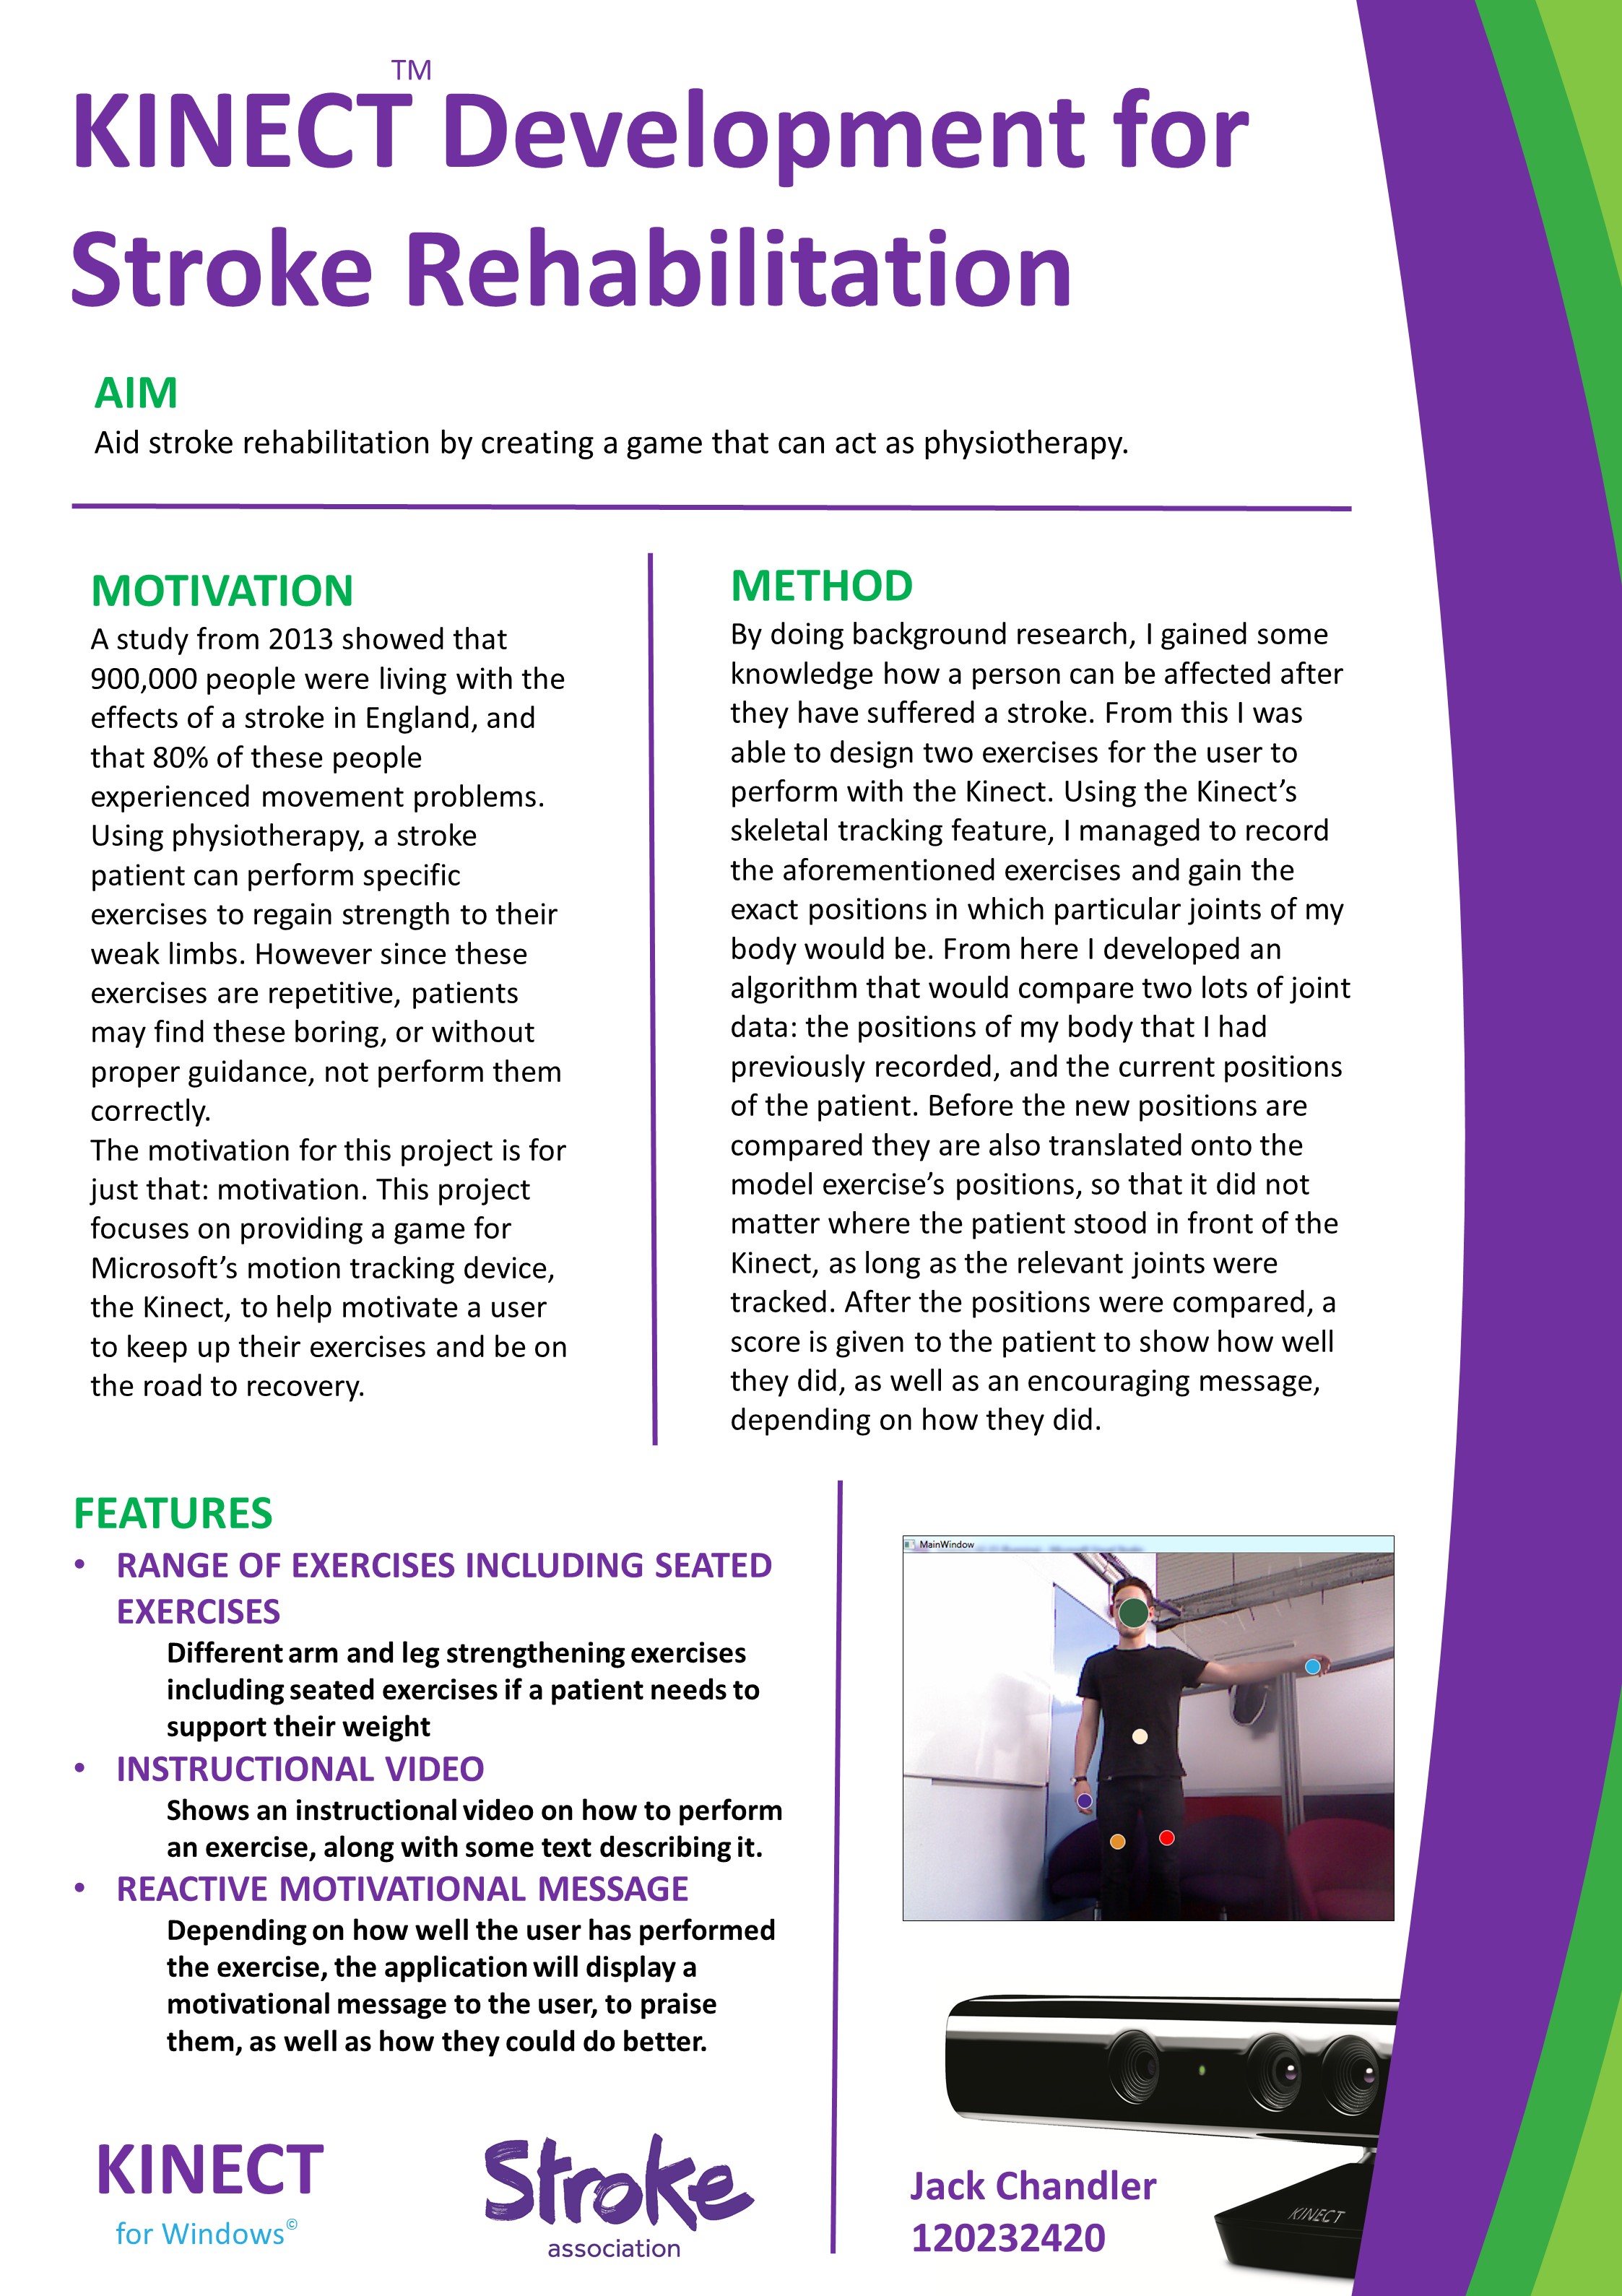 KINECT™ Development for
Stroke Rehabilitation
AIM
Aid stroke rehabilitation by creating a game that can act as physiotherapy.
MOTIVATION
A study from 2013 showed that
900,000 people were living with the
effects of a stroke in England, and
that 80% of these people
experienced movement problems.
Using physiotherapy, a stroke
patient can perform specific
exercises to regain strength to their
weak limbs. However since these
exercises are repetitive, patients
may find these boring, or without
proper guidance, not perform them
correctly.
The motivation for this project is for
just that: motivation. This project
focuses on providing a game for
Microsoft’s motion tracking device,
the Kinect, to help motivate a user
to keep up their exercises and be on
the road to recovery.
METHOD
By doing background research, I gained some
knowledge how a person can be affected after
they have suffered a stroke. From this I was
able to design two exercises for the user to
perform with the Kinect. Using the Kinect’s
skeletal tracking feature, I managed to record
the aforementioned exercises and gain the
exact positions in which particular joints of my
body would be. From here I developed an
algorithm that would compare two lots of joint
data: the positions of my body that I had
previously recorded, and the current positions
of the patient. Before the new positions are
compared they are also translated onto the
model exercise’s positions, so that it did not
matter where the patient stood in front of the
Kinect, as long as the relevant joints were
tracked. After the positions were compared, a
score is given to the patient to show how well
they did, as well as an encouraging message,
depending on how they did.
FEATURES
• RANGE OF EXERCISES INCLUDING SEATED
EXERCISES
Different arm and leg strengthening exercises
including seated exercises if a patient needs to
support their weight
• INSTRUCTIONAL VIDEO
Shows an instructional video on how to perform
an exercise, along with some text describing it.
• REACTIVE MOTIVATIONAL MESSAGE
Depending on how well the user has performed
the exercise, the application will display a
motivational message to the user, to praise
them, as well as how they could do better.
MainWindow
KINECT
for Windows©
Stroke
association
Jack Chandler
120232420
KINECT